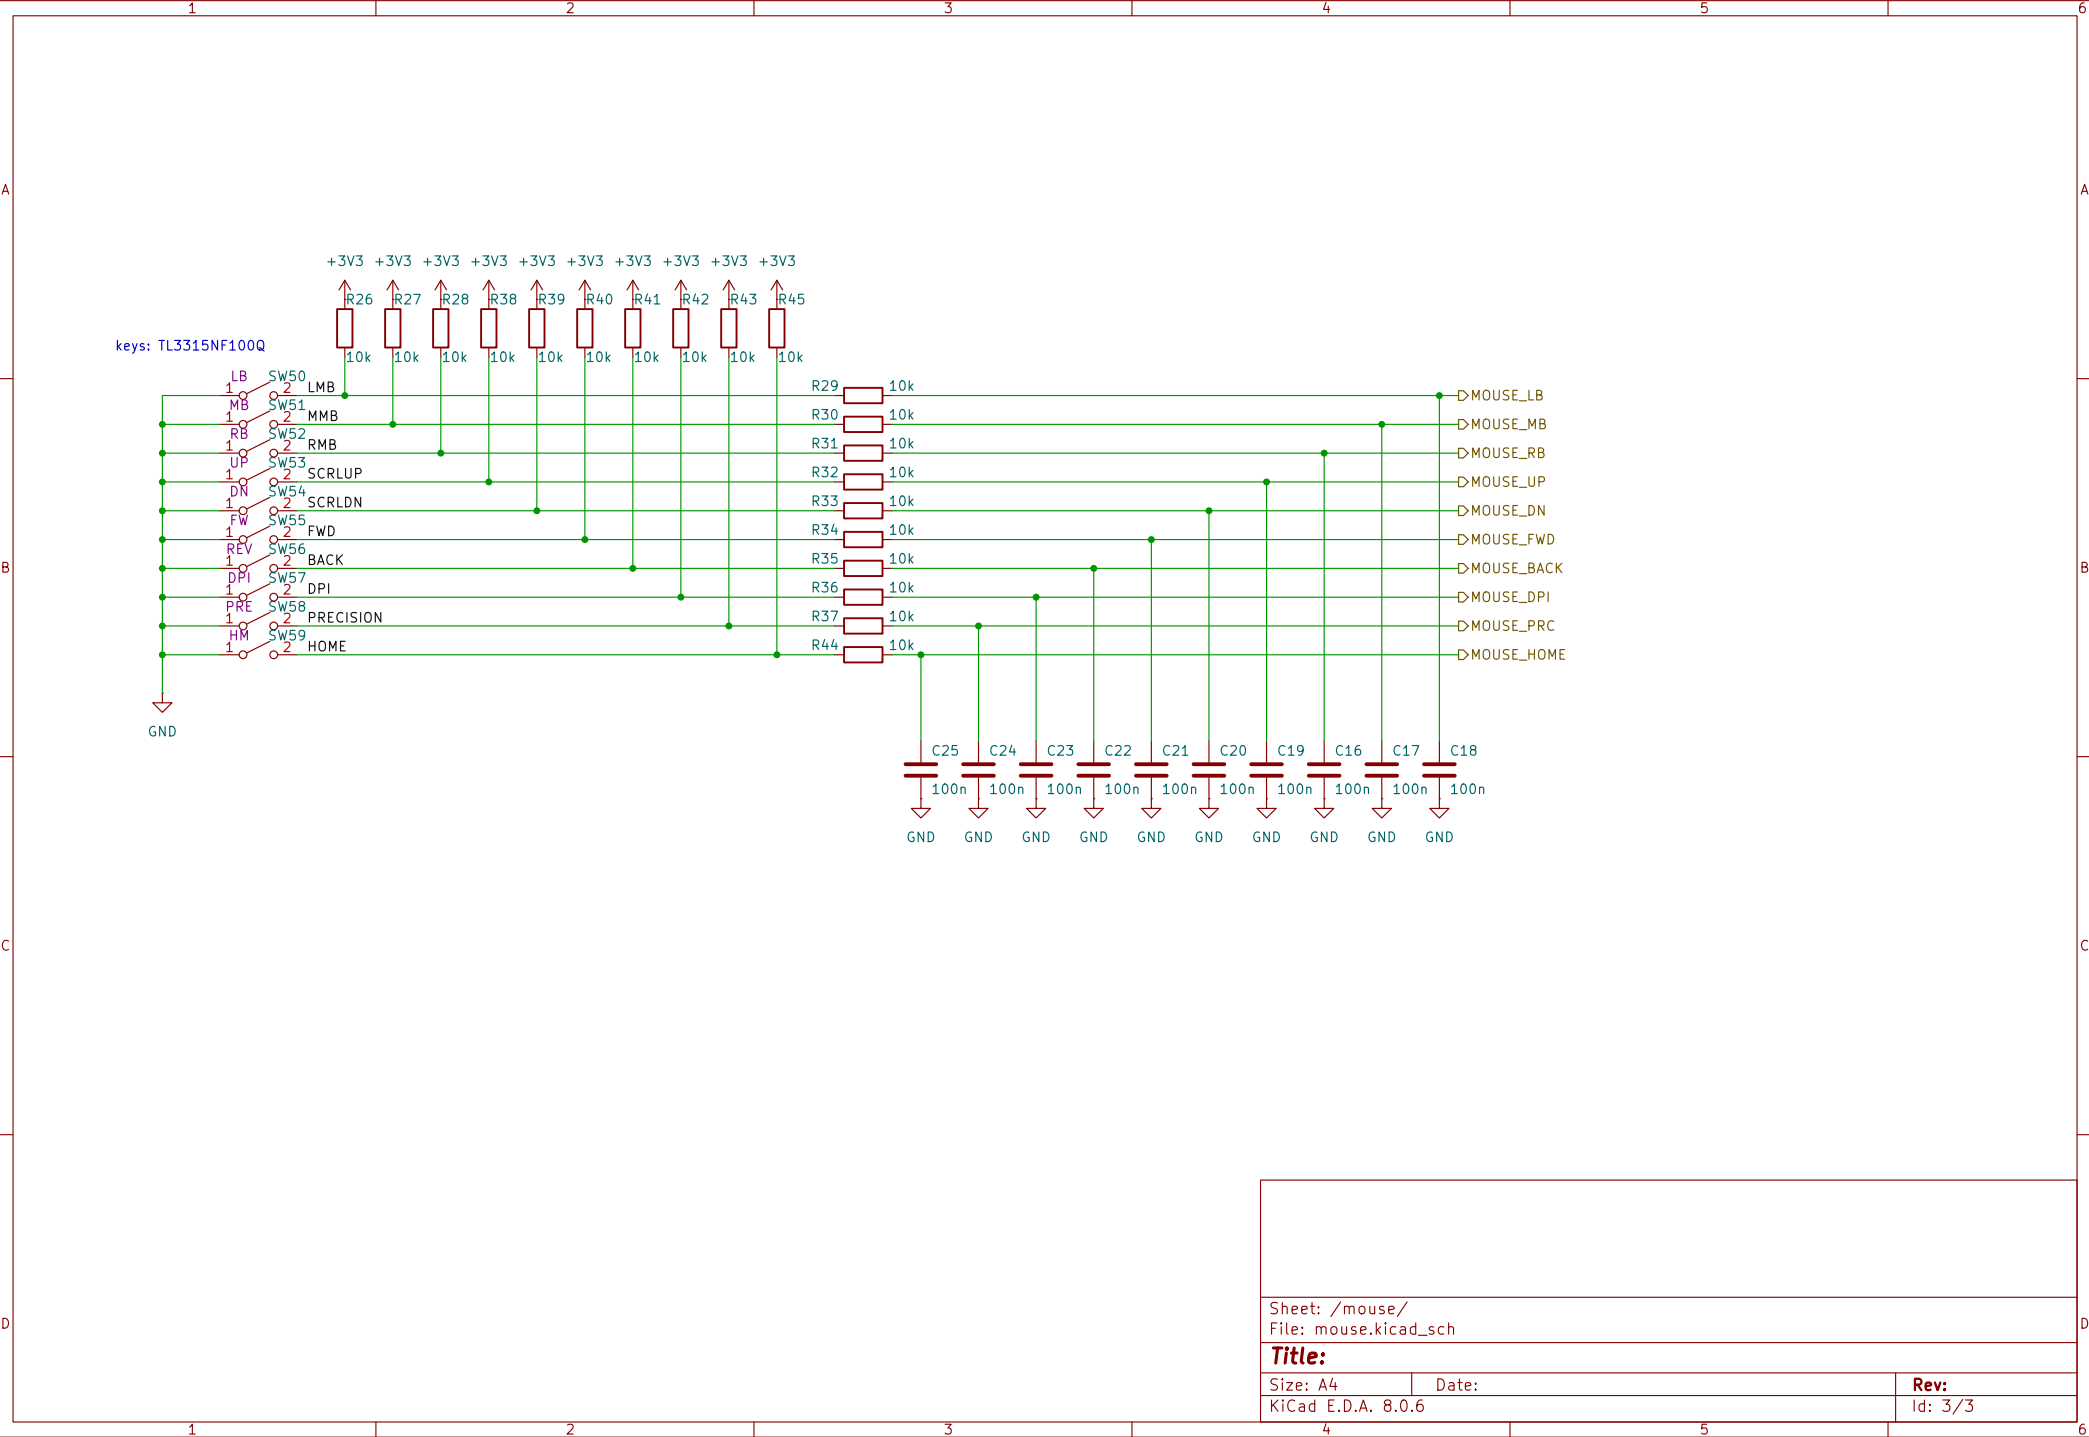 1 2 3 4 5 6
A A
+3V3 +3V3 +3V3 +3V3 +3V3 +3V3 +3V3 +3V3 +3V3 +3V3
R26 R27 R28 R38 R39 R40 R41 R42 R43 R45
keys: TL3315NF100Q
10k 10k 10k 10k 10k 10k 10k 10k 10k 10k
LB SW50
1 2 LMB R29 10k MOUSE_LB
MB SW51
1 2 MMB R30 10k MOUSE_MB
RB SW52
1 2 RMB R31 10k MOUSE_RB
UP SW53
1 2 SCRLUP R32 10k MOUSE_UP
DN SW54
1 2 SCRLDN R33 10k MOUSE_DN
FW SW55
1 2 FWD R34 10k MOUSE_FWD
REV SW56
1 2 BACK R35 10k MOUSE_BACK
B B
DPI SW57
1 2 DPI R36 10k MOUSE_DPI
PRE SW58
1 2 PRECISION R37 10k MOUSE_PRC
HM SW59
1 2 HOME R44 10k MOUSE_HOME
GND
C25 C24 C23 C22 C21 C20 C19 C16 C17 C18
100n 100n 100n 100n 100n 100n 100n 100n 100n 100n
GND GND GND GND GND GND GND GND GND GND
C C
Sheet: /mouse/
File: mouse.kicad_sch
D D
Title:
Size: A4 Date: Rev:
KiCad E.D.A. 8.0.6 Id: 3/3
1 2 3 4 5 6